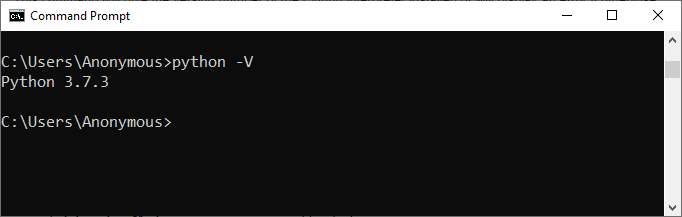 Command Prompt
C:\Users\Anonymous>python -V
Python 3.7.3
C:\Users\Anonymous>